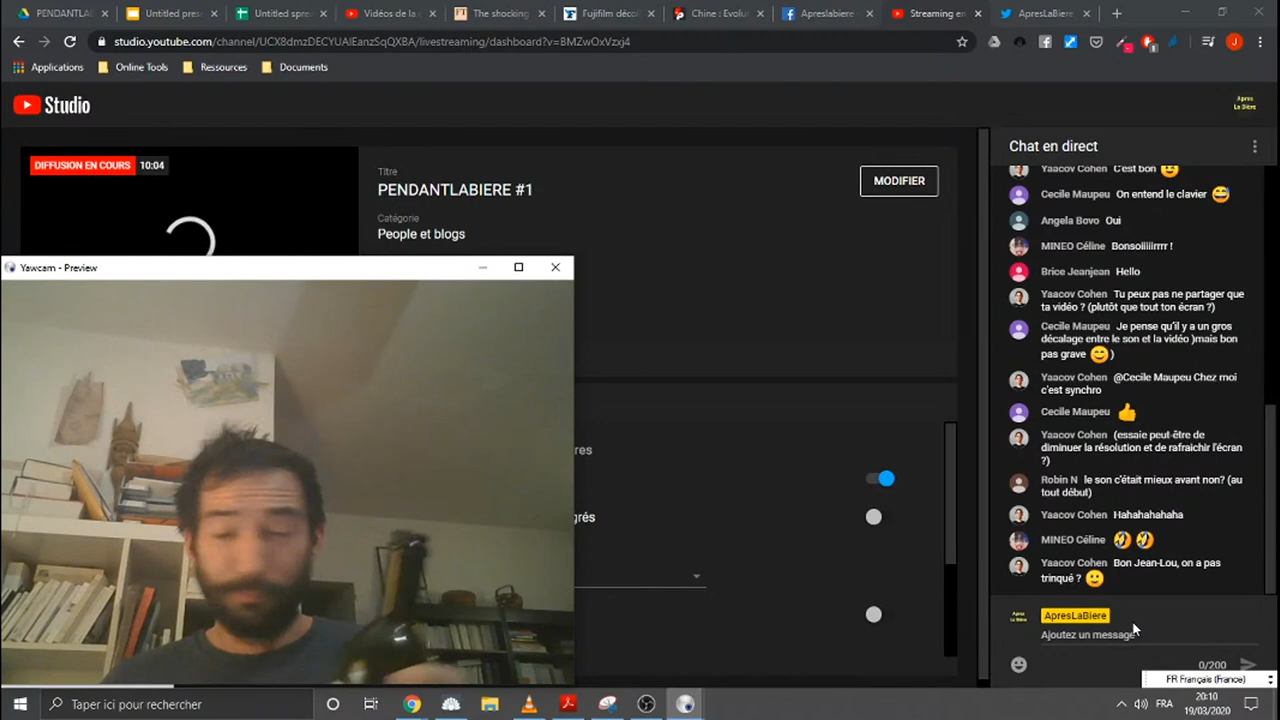 PENDANTLAB
Untitled pres
Untitled spre
Vidéos de la c
The shocking
Fujifilm décol
Chine : Evolut
Apreslabiere
Streaming en
ApresLaBiere
studio.youtube.com/channel/UCX8dmzDECYUAlEanzSqQXBA/livestreaming/dashboard?v=BMZwOxVzxj4
Applications Online Tools Ressources Documents
Studio
Apres
La Bière
DIFFUSION EN COURS 10:04
Titre
PENDANTLABIERE #1
MODIFIER
Catégorie
People et blogs
Yawcam - Preview
res
grés
Chat en direct
Yaacov Cohen C'est bon 😉
Cecile Maupeu On entend le clavier 😅
Angela Bovo Oui
MINEO Céline Bonsoiiiiirrrr !
Brice Jeanjean Hello
Yaacov Cohen Tu peux pas ne partager que
ta vidéo ? (plutôt que tout ton écran ?)
Cecile Maupeu Je pense qu'il y a un gros
décalage entre le son et la vidéo )mais bon
pas grave 😊 )
Yaacov Cohen @Cecile Maupeu Chez moi
c'est synchro
Cecile Maupeu 👍
Yaacov Cohen (essaie peut-être de
diminuer la résolution et de rafraichir l'écran
?)
Robin N le son c'était mieux avant non? (au
tout début)
Yaacov Cohen Hahahahahaha
MINEO Céline 🤣 🤣
Yaacov Cohen Bon Jean-Lou, on a pas
trinqué ? 🙂
ApresLaBiere
Ajoutez un message
0/200
FR Français (France)
Taper ici pour rechercher
FRA
20:10
19/03/2020